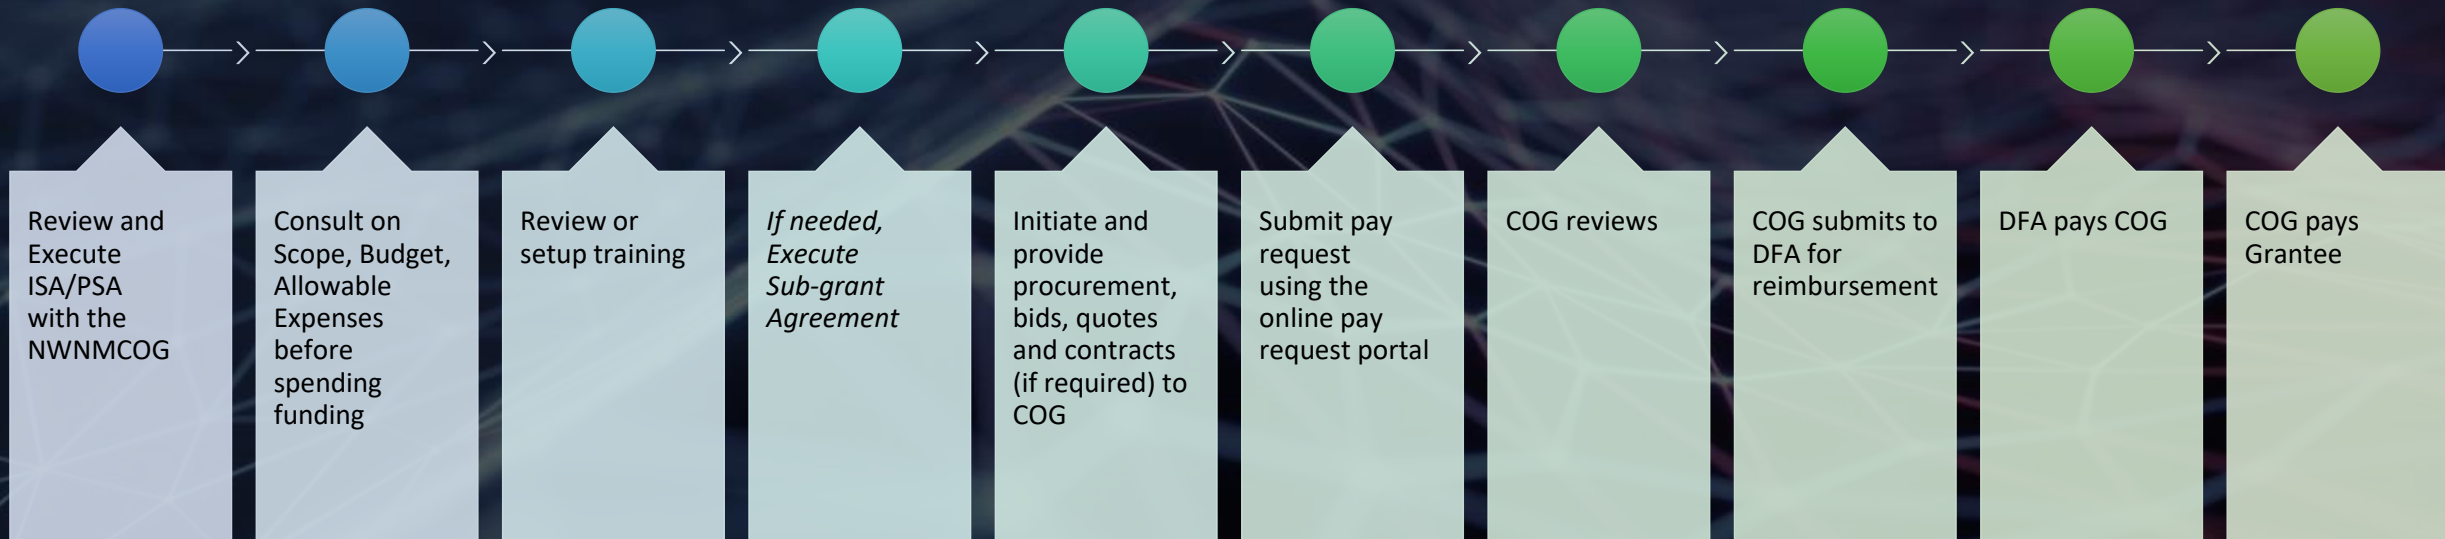 Review and
Execute
ISA/PSA
with the
NWNMCOG
Consult on
Scope, Budget,
Allowable
Expenses
before
spending
funding
Review or
setup training
If needed,
Execute
Sub-grant
Agreement
Initiate and
provide
procurement,
bids, quotes
and contracts
(if required) to
COG
Submit pay
request
using the
online pay
request portal
COG reviews
COG submits to
DFA for
reimbursement
DFA pays COG
COG pays
Grantee